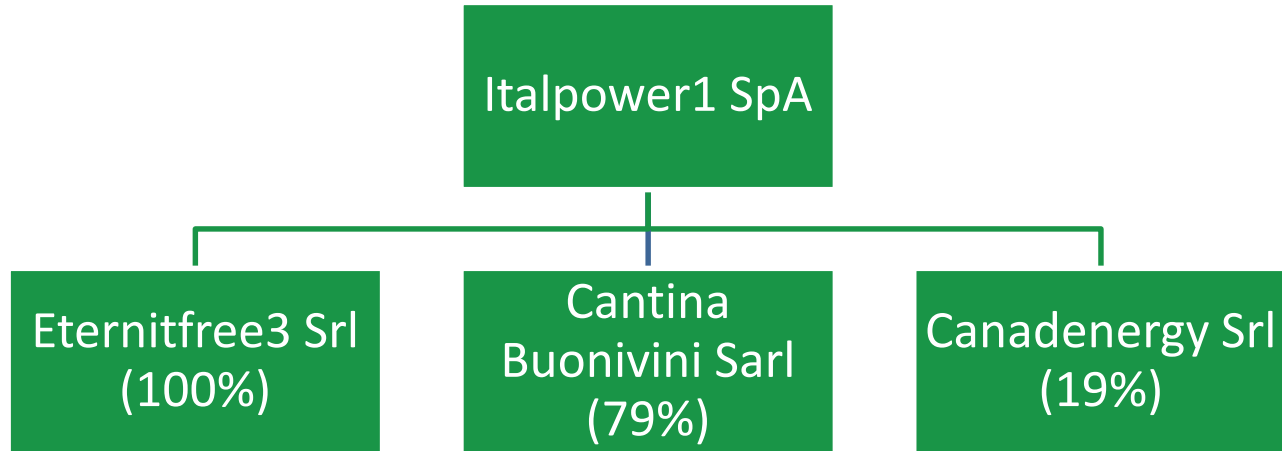 Italpower1 SpA
Eternitfree3 Srl
(100%)
Cantina
Buonivini Sarl
(79%)
Canadenergy Srl
(19%)